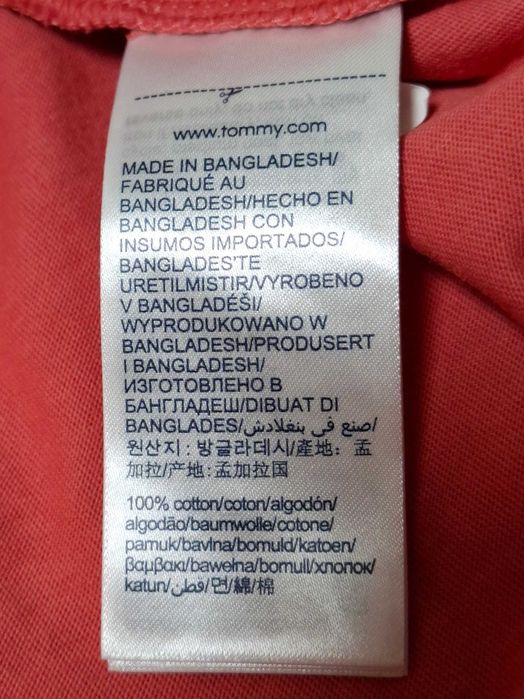 www.tommy.com
MADE IN BANGLADESH/
FABRIQUÉ AU
BANGLADESH/HECHO EN
BANGLADESH CON
INSUMOS IMPORTADOS/
BANGLADEŞ'TE
URETILMISTIR/VYROBENO
V BANGLADÉŠI/
WYPRODUKOWANO W
BANGLADESH/PRODUSERT
I BANGLADESH/
ИЗГОТОВЛЕНО В
БАНГЛАДЕШ/DIBUAT DI
BANGLADES/صنع في بنغلادش/
원산지 : 방글라데시/產地：孟
加拉/产地:孟加拉国
100% cotton/coton/algodón/
algodão/baumwolle/cotone/
pamuk/bavlna/bomuld/katoen/
βαμβακι/bawełna/bomull/хлопок/
katun/قطن/면/綿/棉